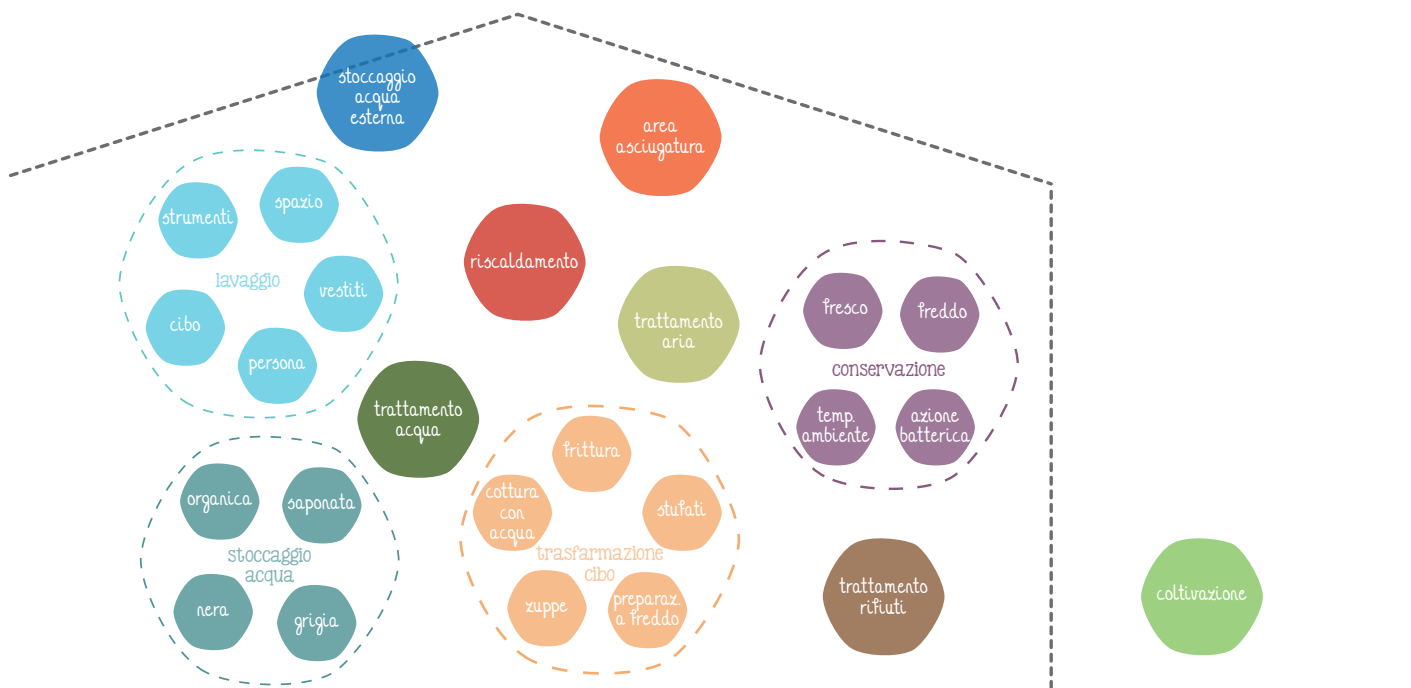 stoccaggio
acqua
esterna
area
asciugatura
strumenti
spazio
lavaggio
vestiti
cibo
persona
riscaldamento
trattamento
aria
fresco
freddo
conservazione
temp.
ambiente
azione
batterica
trattamento
acqua
organica
saponata
stoccaggio
acqua
nera
grigia
frittura
cottura
con
acqua
stufati
trasfarmazione
cibo
zuppe
preparaz.
a freddo
trattamento
rifiuti
coltivazione